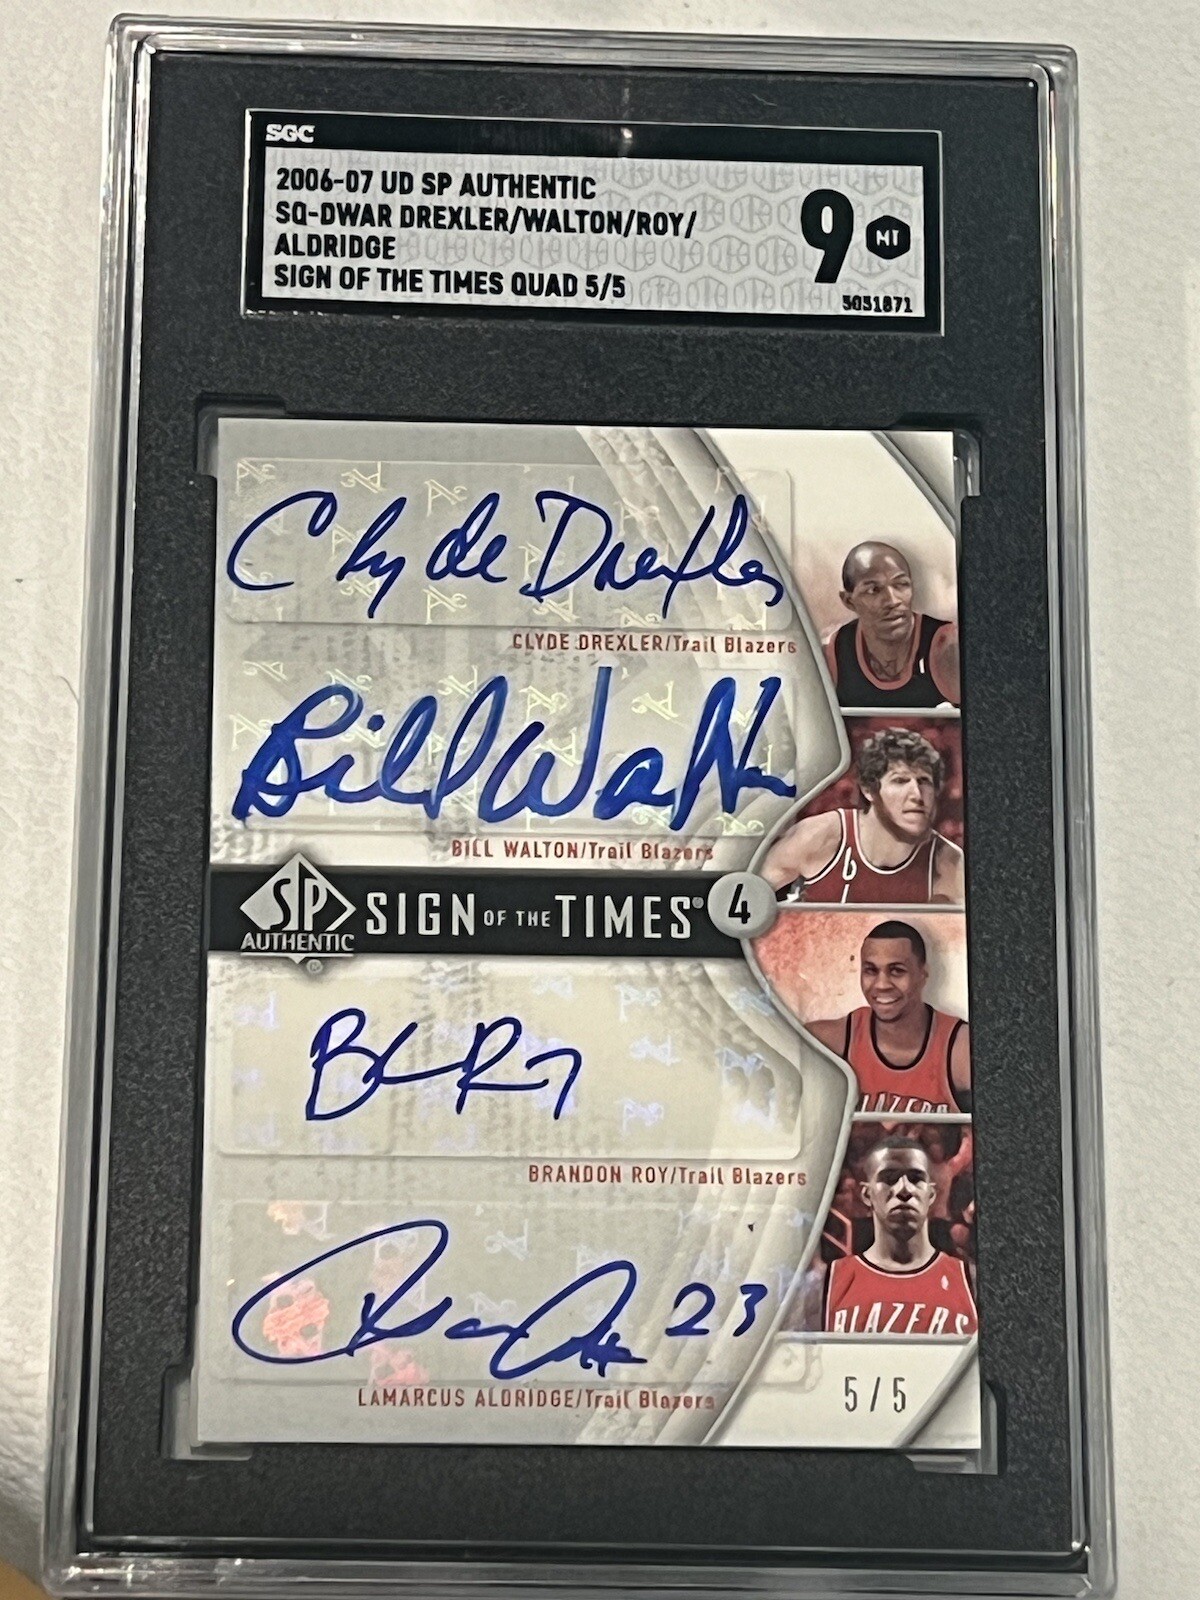 SGC
2006-07 UD SP AUTHENTIC
SQ-DWAR DREXLER/WALTON/ROY/
ALDRIDGE
SIGN OF THE TIMES QUAD 5/5
9 MT
5051871
Clyde Drexler
CLYDE DREXLER/Trail Blazers
Bill Walton
BILL WALTON/Trail Blazers
SP AUTHENTIC
SIGN OF THE TIMES® 4
BRANDON ROY/Trail Blazers
BLAZERS
23
LAMARCUS ALDRIDGE/Trail Blazers
5/5